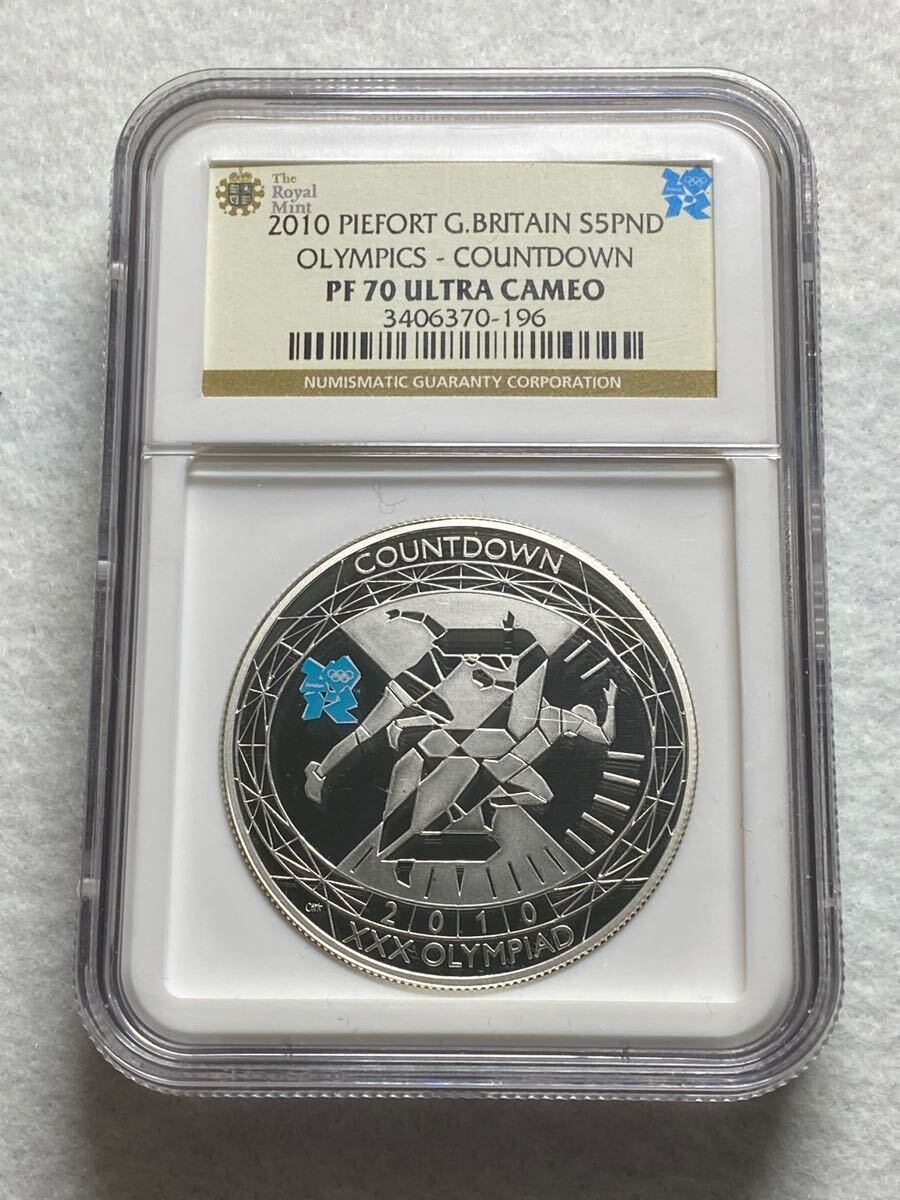 The
Royal
Mint
2010 PIEFORT G.BRITAIN S5PND
OLYMPICS - COUNTDOWN
PF 70 ULTRA CAMEO
3406370-196
NUMISMATIC GUARANTY CORPORATION
COUNTDOWN
2010
XXX OLYMPIAD